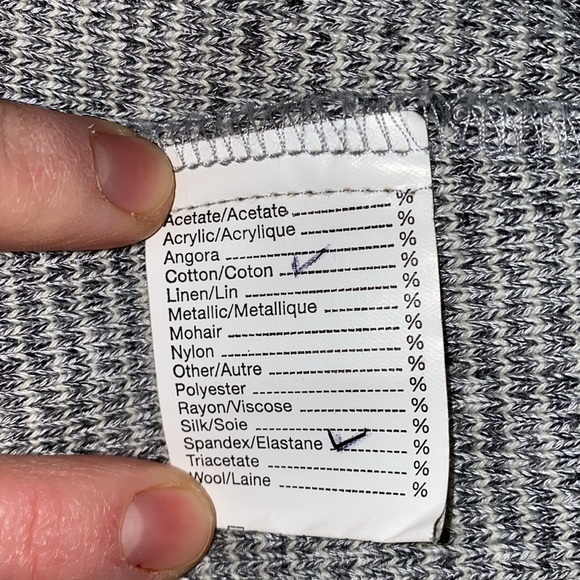 Acetate/Acetate %
Acrylic/Acrylique %
Angora %
Cotton/Coton ✓ %
Linen/Lin %
Metallic/Metallique %
Mohair %
Nylon %
Other/Autre %
Polyester %
Rayon/Viscose %
Silk/Soie %
Spandex/Elastane ✓ %
Triacetate %
Wool/Laine %